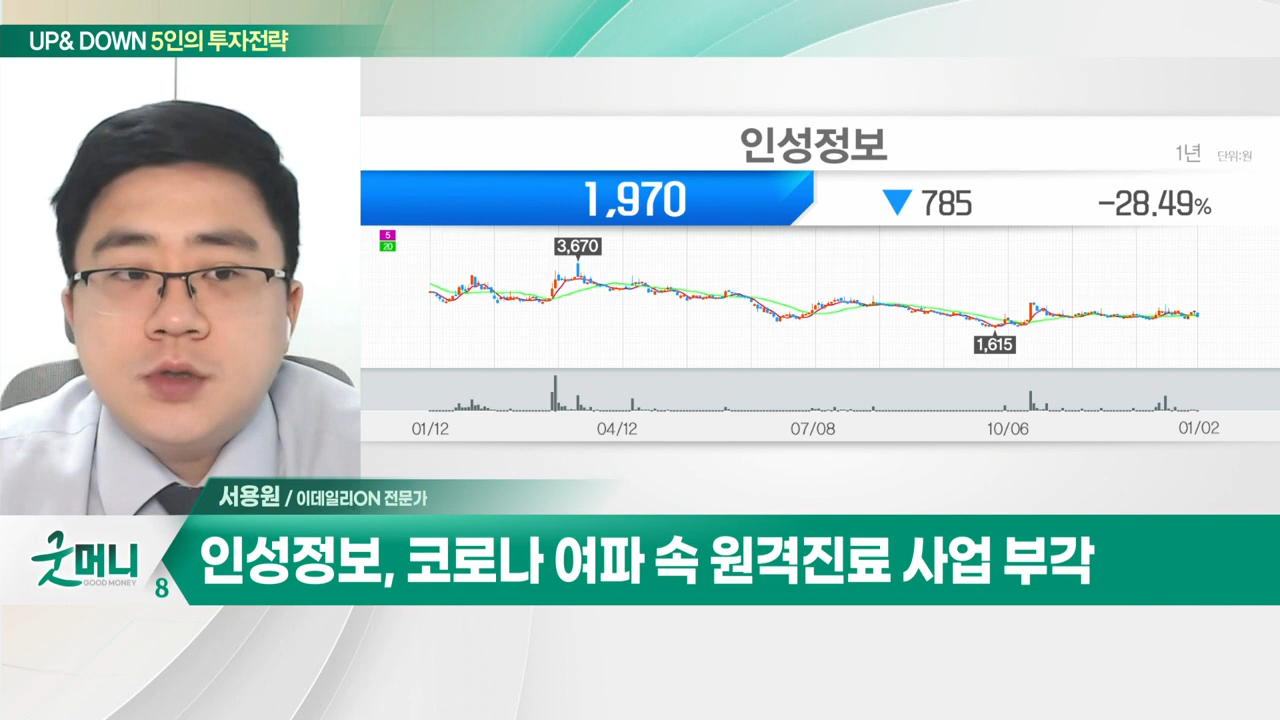 UP& DOWN 5인의 투자전략
인성정보
1년 단위:원
1,970 ▼ 785 -28.49%
5
20
3,670
1,615
01/12 04/12 07/08 10/06 01/02
서용원 / 이데일리ON 전문가
굿머니
GOOD MONEY
8
인성정보, 코로나 여파 속 원격진료 사업 부각